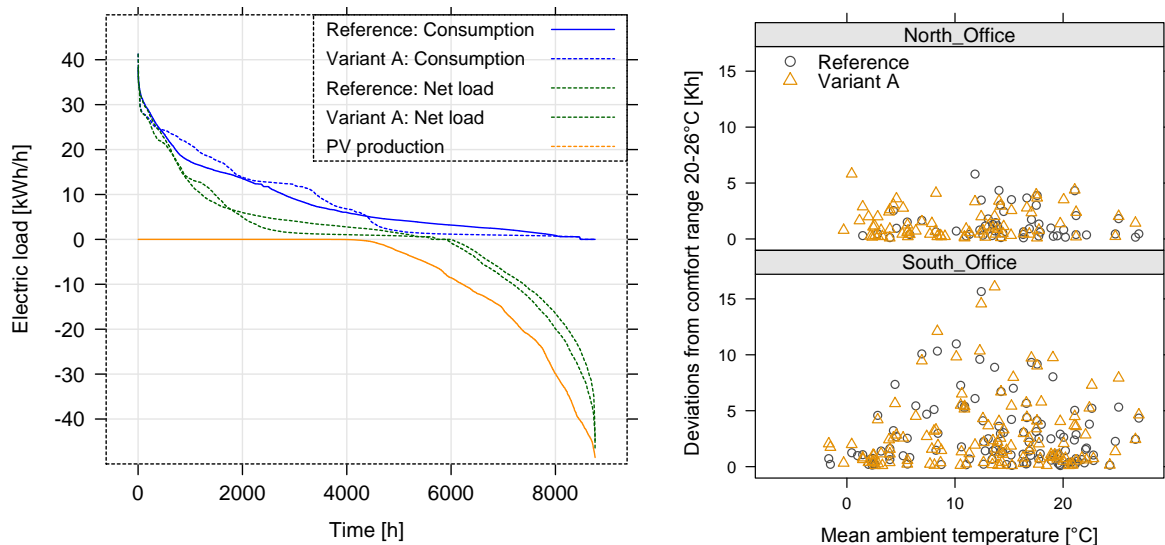 Reference: Consumption
Variant A: Consumption
Reference: Net load
Variant A: Net load
PV production
40
30
20
10
0
-10
-20
-30
-40
0 2000 4000 6000 8000
Time [h]
Electric load [kWh/h]
North_Office
Reference
Variant A
15
10
5
0
South_Office
15
10
5
0
0 10 20
Mean ambient temperature [°C]
Deviations from comfort range 20-26°C [Kh]